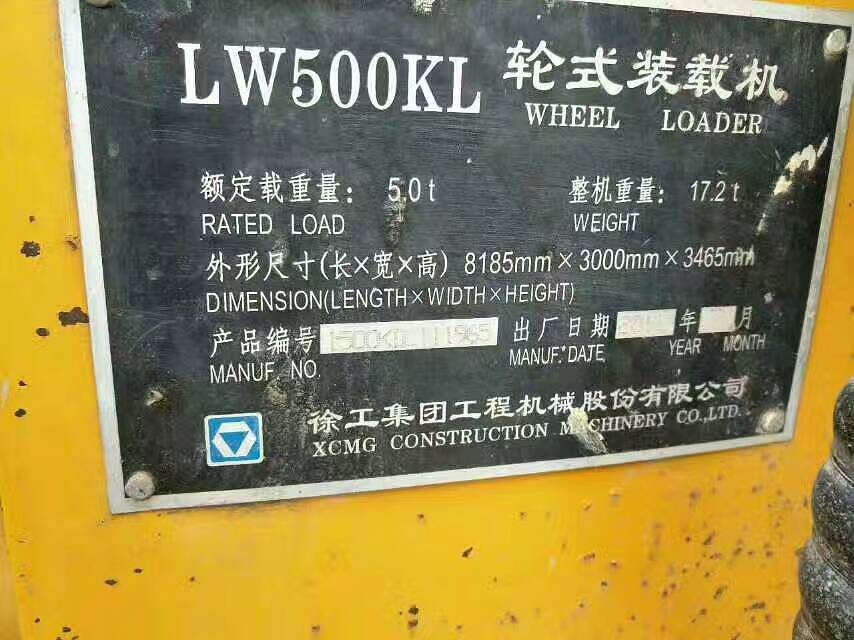 LW500KL 轮式装载机
WHEEL LOADER
额定载重量: 5.0t 整机重量: 17.2t
RATED LOAD WEIGHT
外形尺寸(长×宽×高) 8185mm×3000mm×3465mm
DIMENSION(LENGTH×WIDTH×HEIGHT)
产品编号 出厂日期 年 月
MANUF. NO. MANUF. DATE YEAR MONTH
徐工集团工程机械股份有限公司
XCMG CONSTRUCTION MACHINERY CO.,LTD.